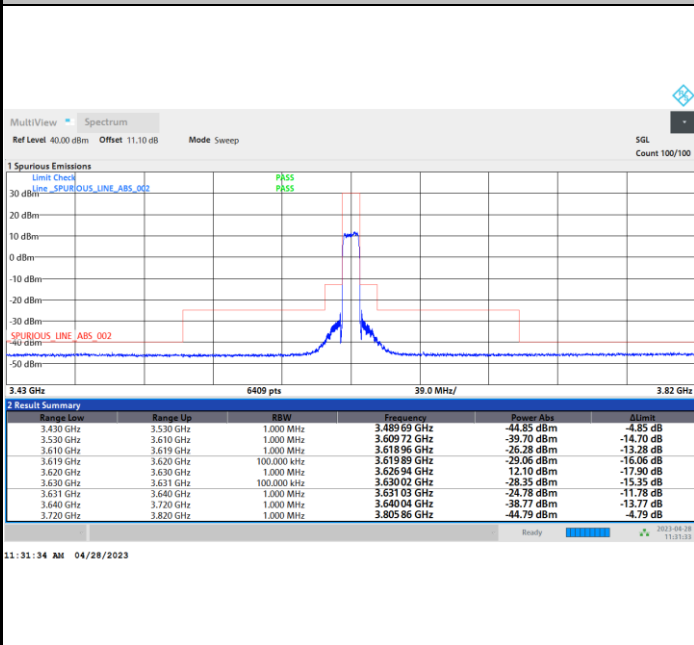 MultiView Spectrum
Ref Level 40.00 dBm Offset 11.10 dB Mode Sweep SGL
Count 100/100
1 Spurious Emissions
Limit Check PASS
Line _SPURIOUS_LINE_ABS_002 PASS
30 dBm
20 dBm
10 dBm
0 dBm
-10 dBm
-20 dBm
-30 dBm
SPURIOUS_LINE_ABS_002
-40 dBm
-50 dBm
3.43 GHz 6409 pts 39.0 MHz/ 3.82 GHz
2 Result Summary
Range Low Range Up RBW Frequency Power Abs ΔLimit
3.430 GHz 3.530 GHz 1.000 MHz 3.489 69 GHz -44.85 dBm -4.85 dB
3.530 GHz 3.610 GHz 1.000 MHz 3.609 72 GHz -39.70 dBm -14.70 dB
3.610 GHz 3.619 GHz 1.000 MHz 3.618 96 GHz -26.28 dBm -13.28 dB
3.619 GHz 3.620 GHz 100.000 kHz 3.619 89 GHz -29.06 dBm -16.06 dB
3.620 GHz 3.630 GHz 1.000 MHz 3.626 94 GHz 12.10 dBm -17.90 dB
3.630 GHz 3.631 GHz 100.000 kHz 3.630 02 GHz -28.35 dBm -15.35 dB
3.631 GHz 3.640 GHz 1.000 MHz 3.631 03 GHz -24.78 dBm -11.78 dB
3.640 GHz 3.720 GHz 1.000 MHz 3.640 04 GHz -38.77 dBm -13.77 dB
3.720 GHz 3.820 GHz 1.000 MHz 3.805 86 GHz -44.79 dBm -4.79 dB
Ready 2023-04-28
11:31:33
11:31:34 AM 04/28/2023